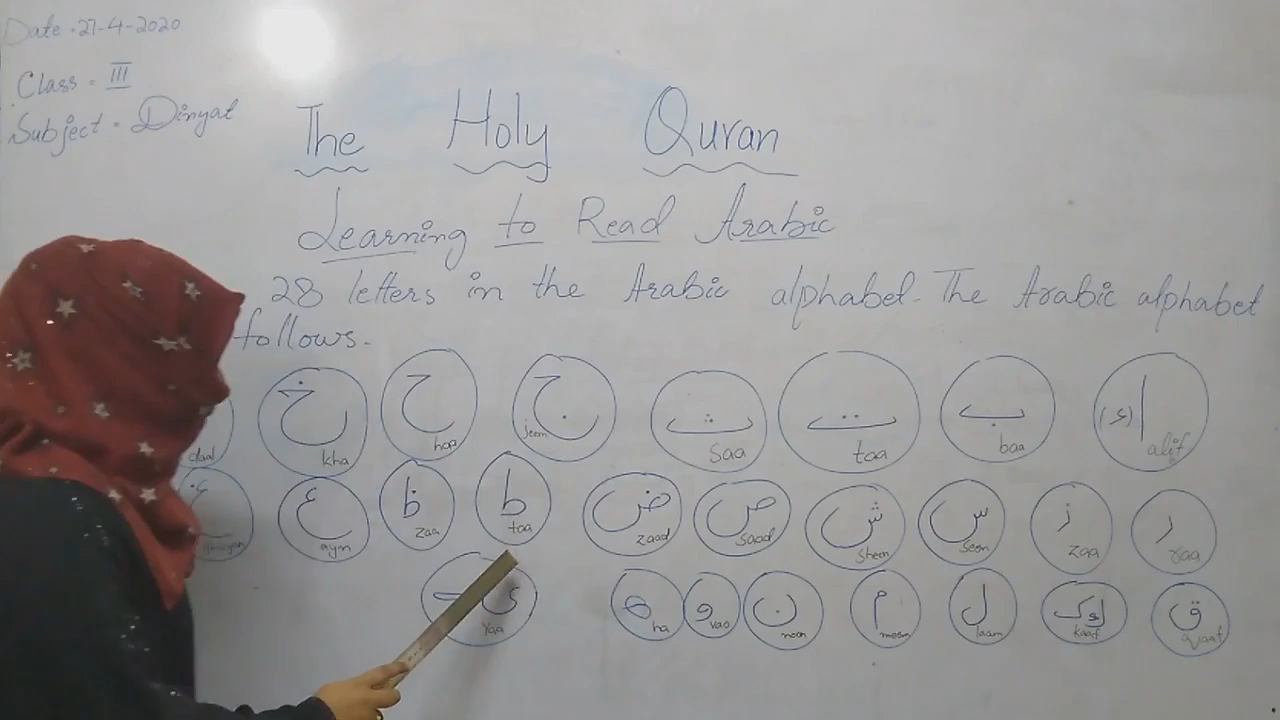 Date . 27-4-2020
Class = III
Subject = Dinyat
The Holy Quran
Learning to Read Arabic
28 letters in the Arabic alphabet. The Arabic alphabet
follows.
ا (ء) ب ت ث ج ح خ
alif baa taa saa jeem haa kha daal
ر ز س ش ص ض ط ظ ع غ
raa zaa seen sheen saad zaad taa zaa ayn
ق ک ل م ن و ه ی ے
qaaf kaaf laam meem noon vao ha yaa